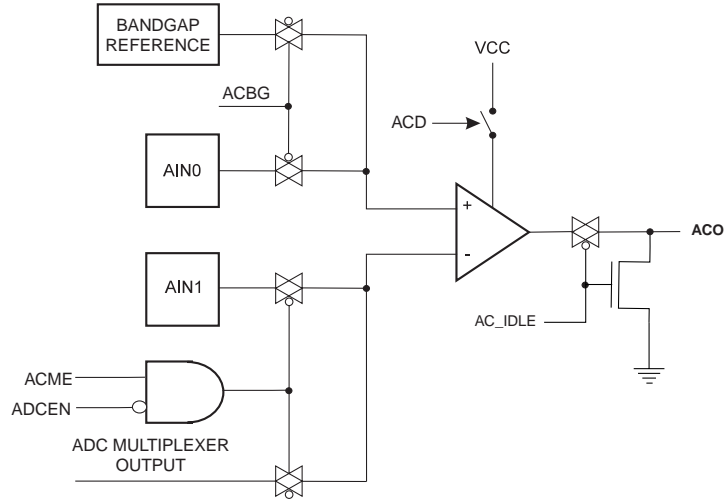 BANDGAP
REFERENCE
VCC
ACBG
ACD
AIN0
+
-
ACO
AIN1
AC_IDLE
ACME
ADCEN
ADC MULTIPLEXER
OUTPUT